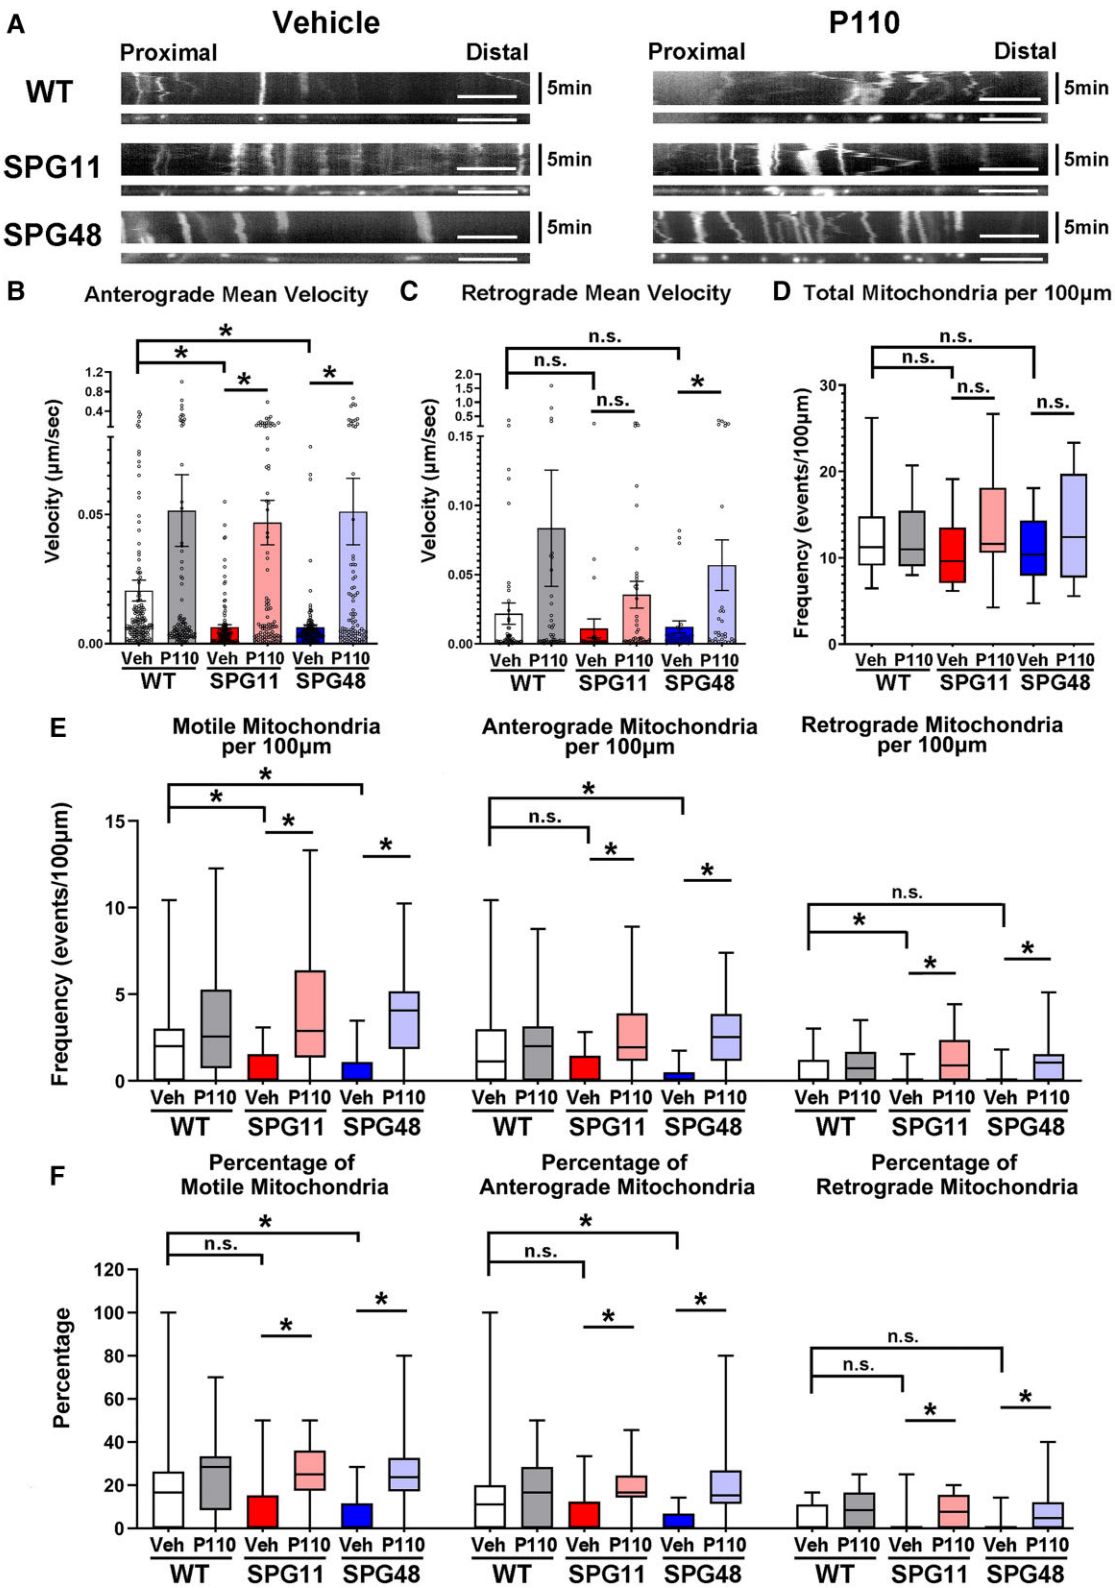 A
Vehicle
P110
Proximal
Distal
Proximal
Distal
WT
5min
5min
SPG11
5min
5min
SPG48
5min
5min
B
Anterograde Mean Velocity
C
Retrograde Mean Velocity
D
Total Mitochondria per 100µm
*
*
*
*
1.2
0.8
0.4
0.05
0.00
Velocity (µm/sec)
Veh P110 Veh P110 Veh P110
WT SPG11 SPG48
n.s.
n.s.
n.s.
*
2.0
1.5
1.0
0.5
0.15
0.10
0.05
0.00
Velocity (µm/sec)
Veh P110 Veh P110 Veh P110
WT SPG11 SPG48
n.s.
n.s.
n.s.
n.s.
30
20
10
0
Frequency (events/100µm)
Veh P110 Veh P110 Veh P110
WT SPG11 SPG48
E
Motile Mitochondria
per 100µm
Anterograde Mitochondria
per 100µm
Retrograde Mitochondria
per 100µm
*
*
*
*
*
n.s.
*
*
n.s.
*
*
*
15
10
5
0
Frequency (events/100µm)
Veh P110 Veh P110 Veh P110
WT SPG11 SPG48
Veh P110 Veh P110 Veh P110
WT SPG11 SPG48
Veh P110 Veh P110 Veh P110
WT SPG11 SPG48
F
Percentage of
Motile Mitochondria
Percentage of
Anterograde Mitochondria
Percentage of
Retrograde Mitochondria
*
n.s.
*
*
*
n.s.
*
*
n.s.
n.s.
*
*
120
100
80
60
40
20
0
Percentage
Veh P110 Veh P110 Veh P110
WT SPG11 SPG48
Veh P110 Veh P110 Veh P110
WT SPG11 SPG48
Veh P110 Veh P110 Veh P110
WT SPG11 SPG48